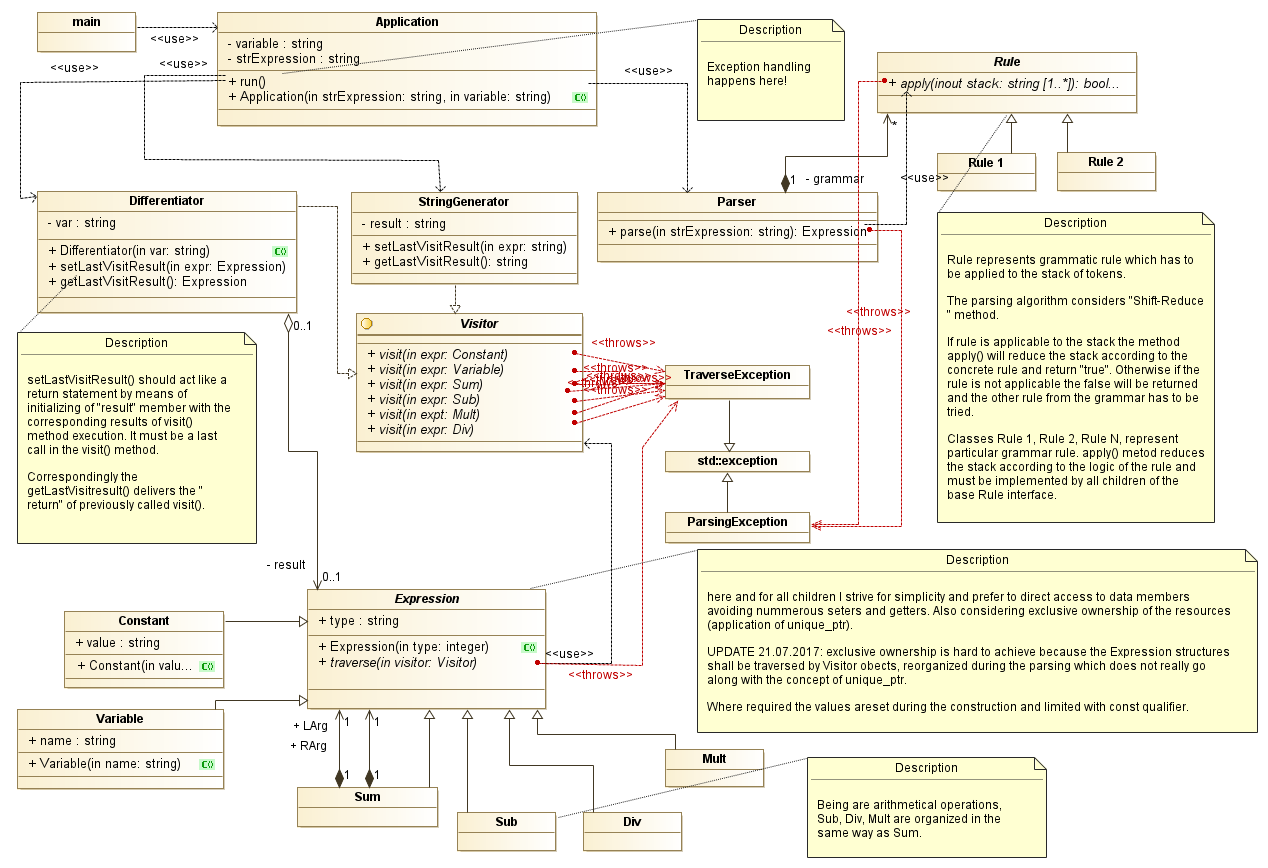 main
<<use>>
Application
- variable : string
- strExpression : string
+ run()
+ Application(in strExpression: string, in variable: string)
<<use>>
<<use>>
<<use>>
Description
Exception handling
happens here!
Rule
+ apply(inout stack: string [1..*]): bool...
*
1
- grammar
<<use>>
Rule 1
Rule 2
Differentiator
- var : string
+ Differentiator(in var: string)
+ setLastVisitResult(in expr: Expression)
+ getLastVisitResult(): Expression
0..1
StringGenerator
- result : string
+ setLastVisitResult(in expr: string)
+ getLastVisitResult(): string
Parser
+ parse(in strExpression: string): Expression
Description
Rule represents grammatic rule which has to
be applied to the stack of tokens.
The parsing algorithm considers "Shift-Reduce
" method.
If rule is applicable to the stack the method
apply() will reduce the stack according to the
concrete rule and return "true". Otherwise if the
rule is not applicably the false will be returned
and the other rule from the grammar has to be
tried.
Classes Rule 1, Rule 2, Rule N, represent
particular grammar rule. apply() metod reduces
the stack according to the logic of the rule and
must be implemented by all children of the
base Rule interface.
<<throws>>
<<throws>>
Description
setLastVisitResult() should act like a
return statement by means of
initializing of "result" member with the
corresponding results of visit()
method execution. It must be a last
call in the visit() method.
Correspondingly the
getLastVisitresult() delivers the "
return" of previously called visit().
Visitor
+ visit(in expr: Constant)
+ visit(in expr: Variable)
+ visit(in expr: Sum)
+ visit(in expr: Sub)
+ visit(in expt: Mult)
+ visit(in expr: Div)
<<throws>>
<<throws>>
<<throws>>
<<throws>>
<<throws>>
<<throws>>
TraverseException
std::exception
ParsingException
- result
0..1
Expression
+ type : string
+ Expression(in type: integer)
+ traverse(in visitor: Visitor)
<<use>>
<<throws>>
Description
here and for all children I strive for simplicity and prefer to direct access to data members
avoiding nummerous seters and getters. Also considering exclusive ownership of the resources
(application of unique_ptr).
UPDATE 21.07.2017: exclusive ownership is hard to achieve because the Expression structures
shall be traversed by Visitor obects, reorganized during the parsing which does not really go
along with the concept of unique_ptr.
Where required the values areset during the construction and limited with const qualifier.
Constant
+ value : string
+ Constant(in valu...
Variable
+ name : string
+ Variable(in name: string)
+ LArg
1
1
+ RArg
1
1
Sum
Sub
Div
Mult
Description
Being are arithmetical operations,
Sub, Div, Mult are organized in the
same way as Sum.